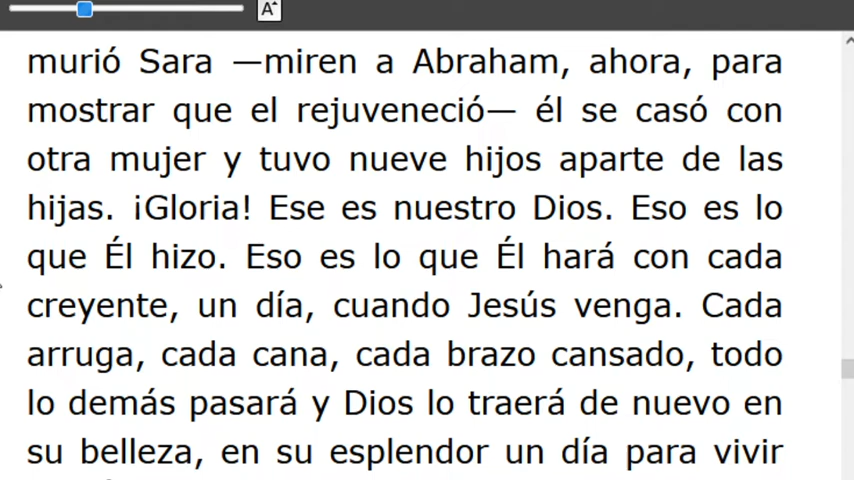 A
murió Sara —miren a Abraham, ahora, para
mostrar que el rejuveneció— él se casó con
otra mujer y tuvo nueve hijos aparte de las
hijas. ¡Gloria! Ese es nuestro Dios. Eso es lo
que Él hizo. Eso es lo que Él hará con cada
creyente, un día, cuando Jesús venga. Cada
arruga, cada cana, cada brazo cansado, todo
lo demás pasará y Dios lo traerá de nuevo en
su belleza, en su esplendor un día para vivir